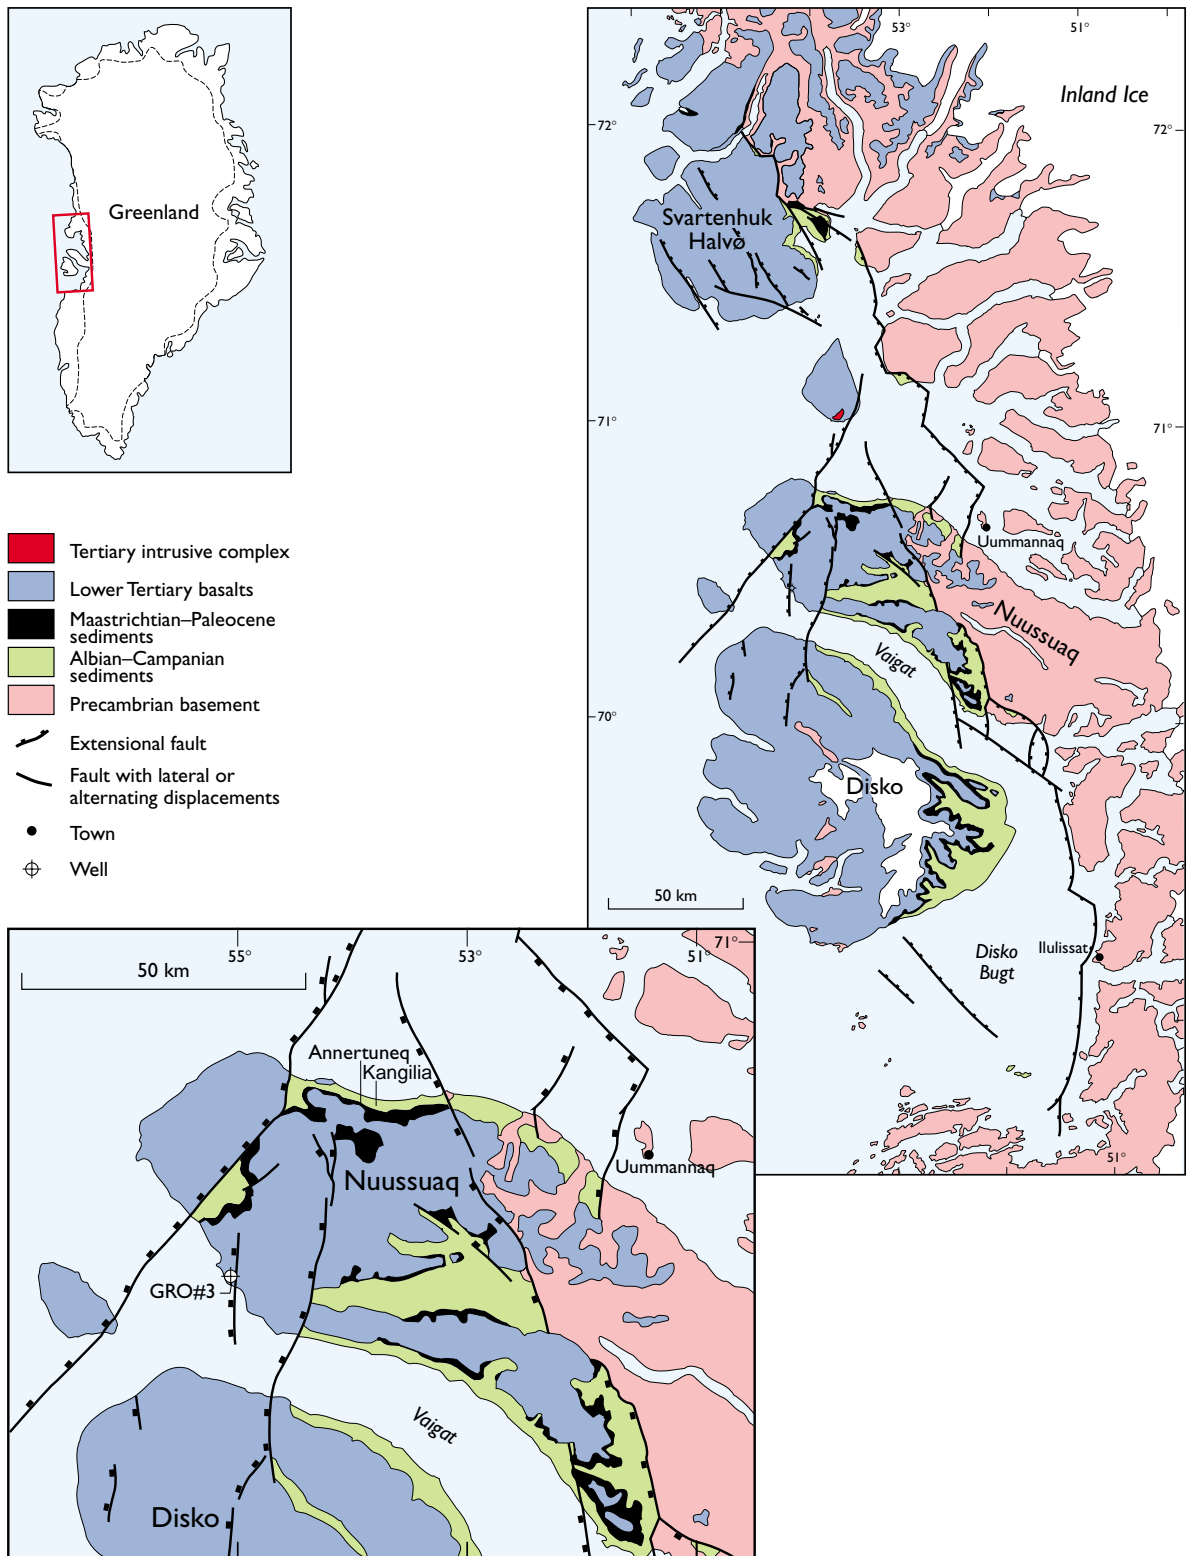 Greenland
Tertiary intrusive complex
Lower Tertiary basalts
Maastrichtian–Paleocene
sediments
Albian–Campanian
sediments
Precambrian basement
Extensional fault
Fault with lateral or
alternating displacements
Town
Well
53°
51°
Inland Ice
72°
72°
Svartenhuk
Halvø
71°
71°
Uummannaq
Nuussuaq
Vaigat
70°
Disko
50 km
Disko
Bugt
Ilulissat
51°
55°
53°
51°
71°
50 km
Annertuneq
Kangilia
Uummannaq
Nuussuaq
GRO#3
Vaigat
Disko